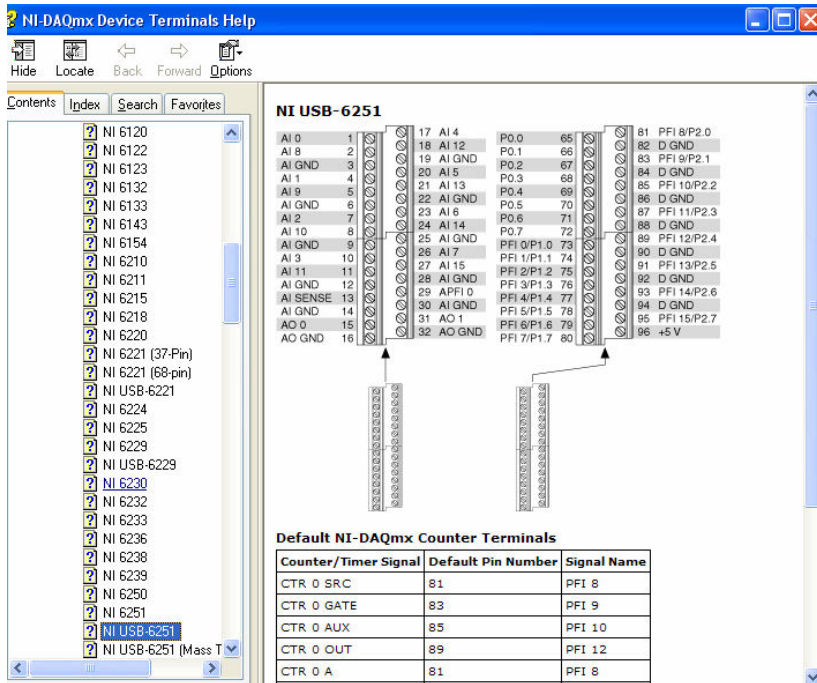 NI-DAQmx Device Terminals Help
Hide Locate Back Forward Options
Contents Index Search Favorites
NI 6120
NI 6122
NI 6123
NI 6132
NI 6133
NI 6143
NI 6154
NI 6210
NI 6211
NI 6215
NI 6218
NI 6220
NI 6221 (37-Pin)
NI 6221 (68-pin)
NI USB-6221
NI 6224
NI 6225
NI 6229
NI USB-6229
NI 6230
NI 6232
NI 6233
NI 6236
NI 6238
NI 6239
NI 6250
NI 6251
NI USB-6251
NI USB-6251 (Mass T
NI USB-6251
AI 0 1
AI 8 2
AI GND 3
AI 1 4
AI 9 5
AI GND 6
AI 2 7
AI 10 8
AI GND 9
AI 3 10
AI 11 11
AI GND 12
AI SENSE 13
AI GND 14
AO 0 15
AO GND 16
17 AI 4
18 AI 12
19 AI GND
20 AI 5
21 AI 13
22 AI GND
23 AI 6
24 AI 14
25 AI GND
26 AI 7
27 AI 15
28 AI GND
29 APFI 0
30 AI GND
31 AO 1
32 AO GND
P0.0 65
P0.1 66
P0.2 67
P0.3 68
P0.4 69
P0.5 70
P0.6 71
P0.7 72
PFI 0/P1.0 73
PFI 1/P1.1 74
PFI 2/P1.2 75
PFI 3/P1.3 76
PFI 4/P1.4 77
PFI 5/P1.5 78
PFI 6/P1.6 79
PFI 7/P1.7 80
81 PFI 8/P2.0
82 D GND
83 PFI 9/P2.1
84 D GND
85 PFI 10/P2.2
86 D GND
87 PFI 11/P2.3
88 D GND
89 PFI 12/P2.4
90 D GND
91 PFI 13/P2.5
92 D GND
93 PFI 14/P2.6
94 D GND
95 PFI 15/P2.7
96 +5 V
Default NI-DAQmx Counter Terminals
Counter/Timer Signal Default Pin Number Signal Name
CTR 0 SRC 81 PFI 8
CTR 0 GATE 83 PFI 9
CTR 0 AUX 85 PFI 10
CTR 0 OUT 89 PFI 12
CTR 0 A 81 PFI 8